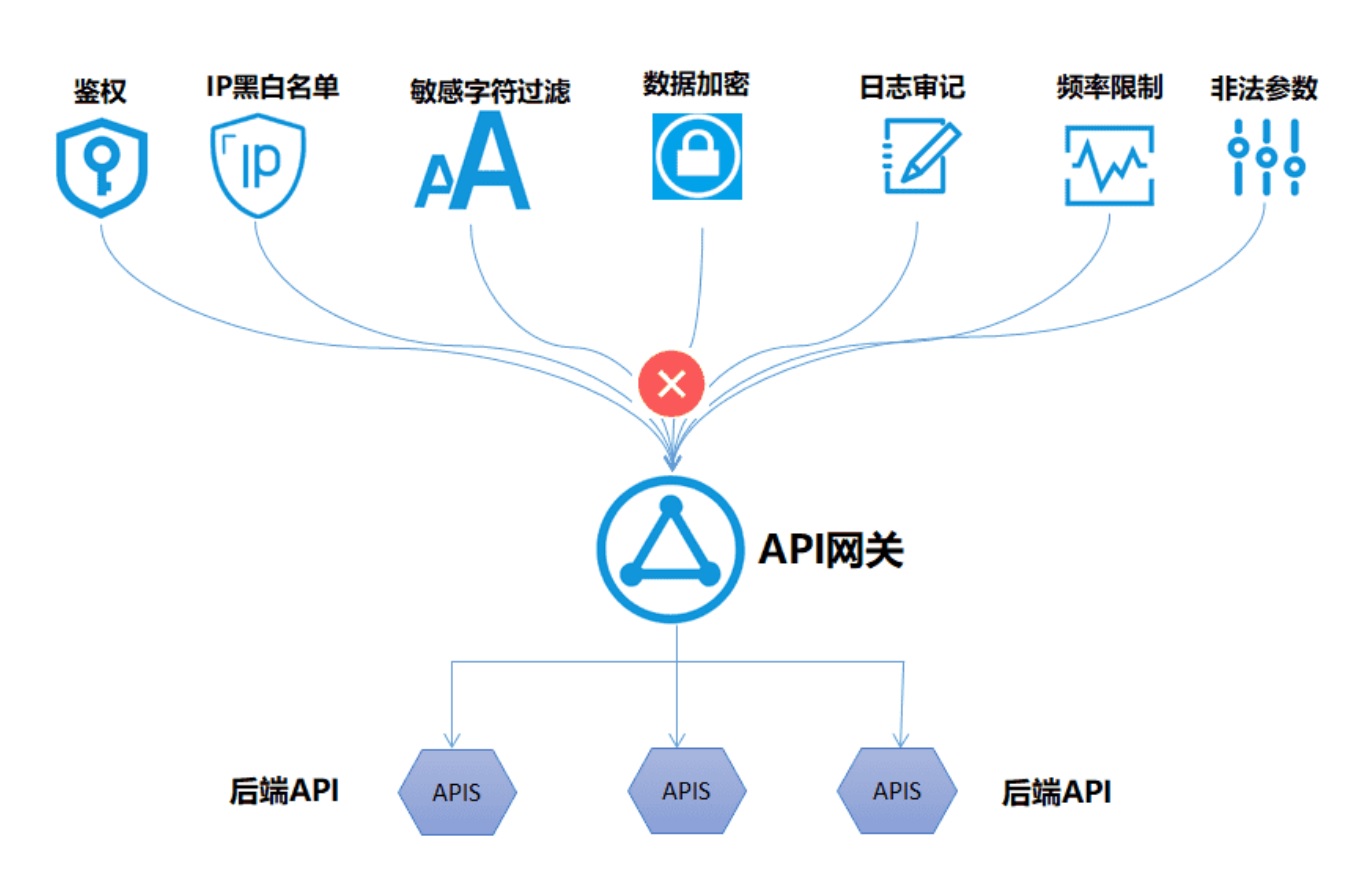 鉴权
IP黑白名单
敏感字符过滤
数据加密
日志审记
频率限制
非法参数
IP
AA
API网关
后端API
APIS
APIS
APIS
后端API